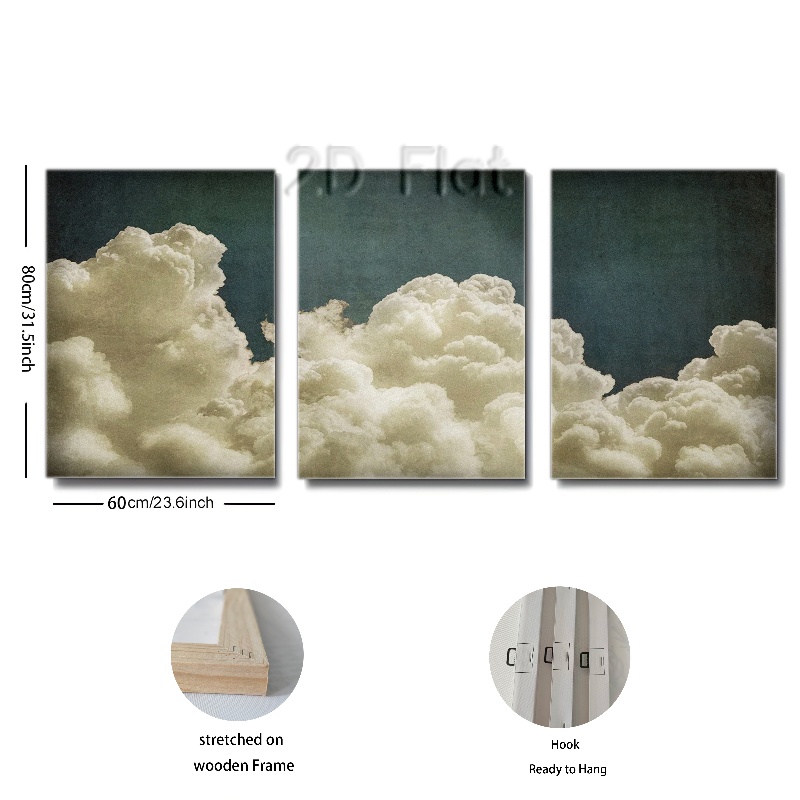 2D Flat
80cm/31.5inch
60cm/23.6inch
stretched on
wooden Frame
Hook
Ready to Hang